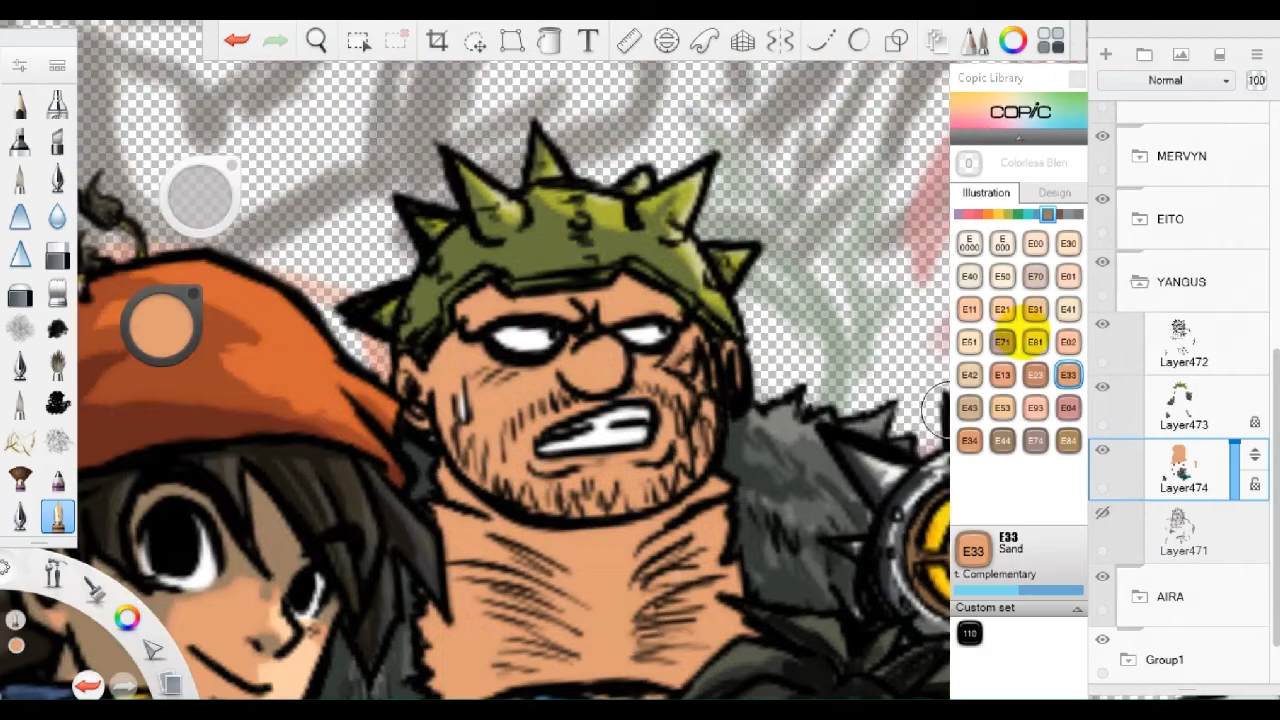 T
Copic Library
COPIC
0 Colorless Blen..
Illustration Design
E0000 E000 E00 E30
E40 E50 E70 E01
E11 E21 E31 E41
E51 E71 E81 E02
E42 E13 E23 E33
E43 E53 E93 E04
E34 E44 E74 E84
E33
E33
Sand
t: Complementary
Custom set
110
Normal 100
MERVYN
EITO
YANGUS
Layer472
Layer473
Layer474
Layer471
AIRA
Group1